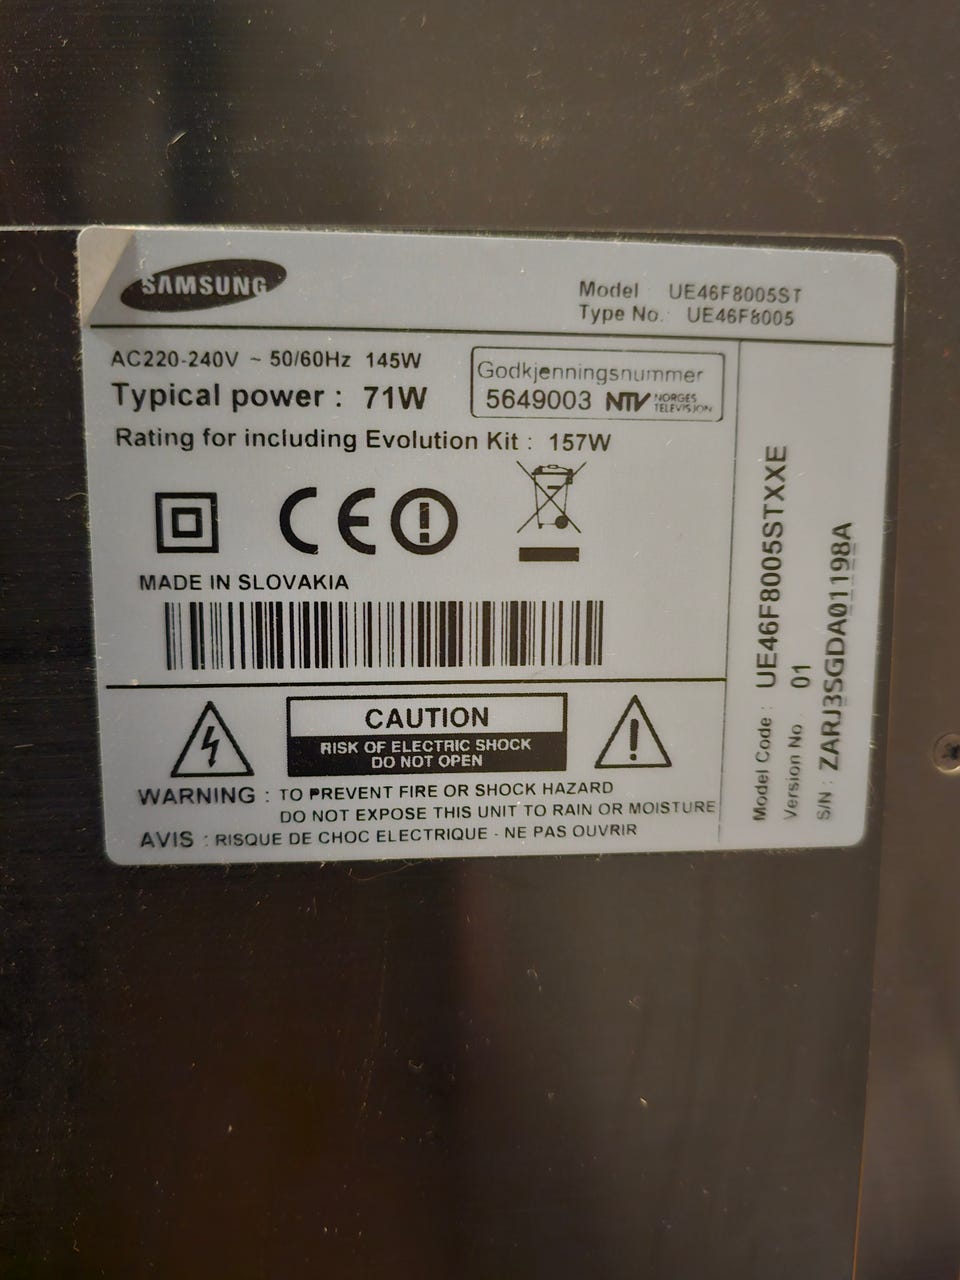 SAMSUNG
Model UE46F8005ST
Type No. UE46F8005
AC220-240V ~ 50/60Hz 145W
Typical power : 71W
Godkjenningsnummer
5649003 NTV NORGES
TELEVISJON
Rating for including Evolution Kit : 157W
CE
MADE IN SLOVAKIA
CAUTION
RISK OF ELECTRIC SHOCK
DO NOT OPEN
WARNING : TO PREVENT FIRE OR SHOCK HAZARD
DO NOT EXPOSE THIS UNIT TO RAIN OR MOISTURE
AVIS : RISQUE DE CHOC ELECTRIQUE - NE PAS OUVRIR
Model Code : UE46F8005STXXE
Version No. 01
S/N : ZARJ3SGDA01198A